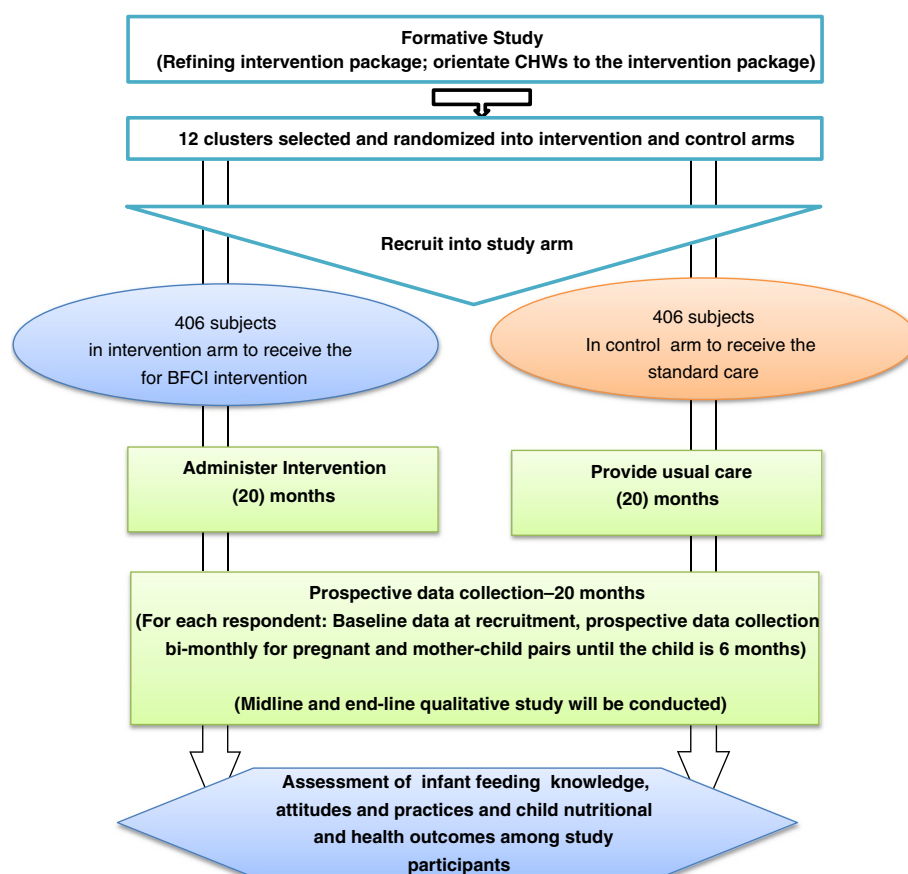 Formative Study
(Refining intervention package; orientate CHWs to the intervention package)
12 clusters selected and randomized into intervention and control arms
Recruit into study arm
406 subjects
in intervention arm to receive the
for BFCI intervention
406 subjects
In control arm to receive the
standard care
Administer Intervention
(20) months
Provide usual care
(20) months
Prospective data collection–20 months
(For each respondent: Baseline data at recruitment, prospective data collection
bi-monthly for pregnant and mother-child pairs until the child is 6 months)
(Midline and end-line qualitative study will be conducted)
Assessment of infant feeding knowledge,
attitudes and practices and child nutritional
and health outcomes among study
participants